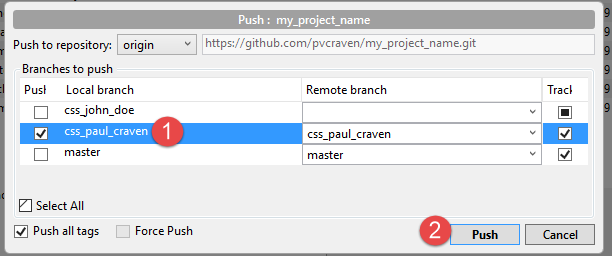 Push : my_project_name
Push to repository: origin https://github.com/pvcraven/my_project_name.git
Branches to push
Push Local branch Remote branch Track
css_john_doe
css_paul_craven 1 css_paul_craven
master master
Select All
Push all tags Force Push 2 Push Cancel